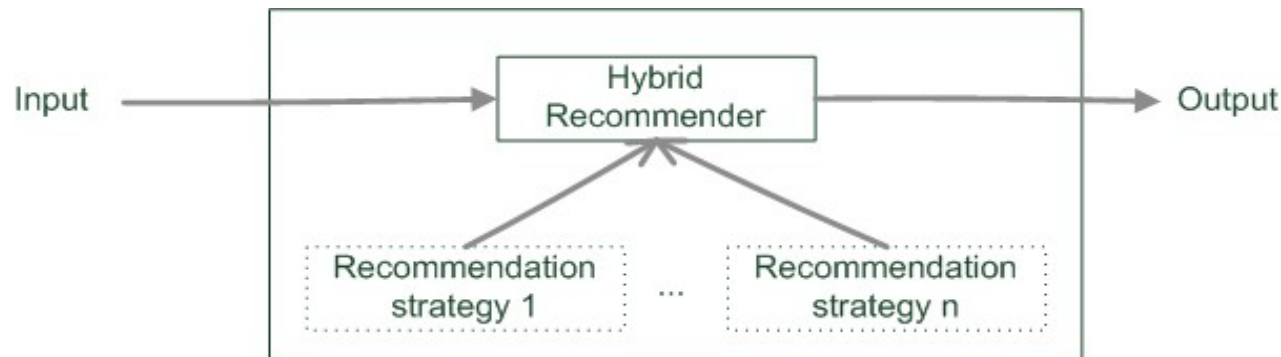 Input
Hybrid
Recommender
Output
Recommendation
strategy 1
...
Recommendation
strategy n